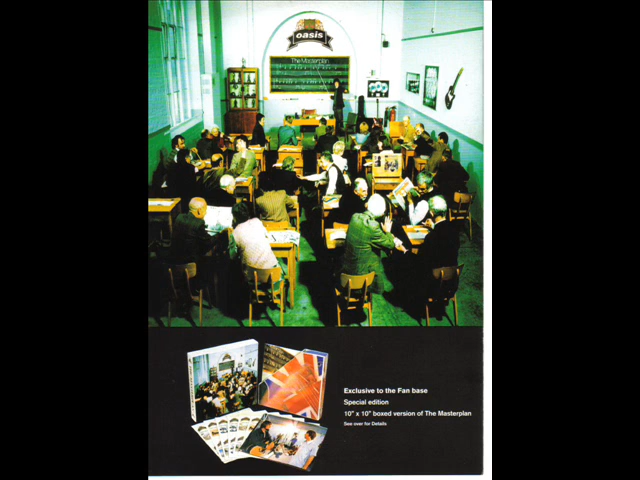 oasis
The Masterplan
Exclusive to the Fan base
Special edition
10" x 10" boxed version of The Masterplan
See over for Details